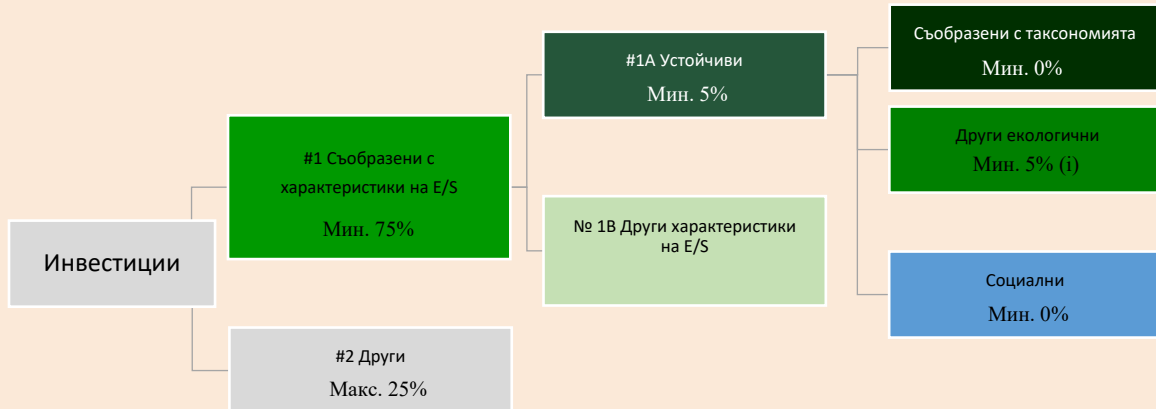 Инвестиции
#1 Съобразени с
характеристики на E/S
Мин. 75%
#2 Други
Макс. 25%
#1A Устойчиви
Мин. 5%
№ 1B Други характеристики
на E/S
Съобразени с таксономията
Мин. 0%
Други екологични
Мин. 5% (i)
Социални
Мин. 0%